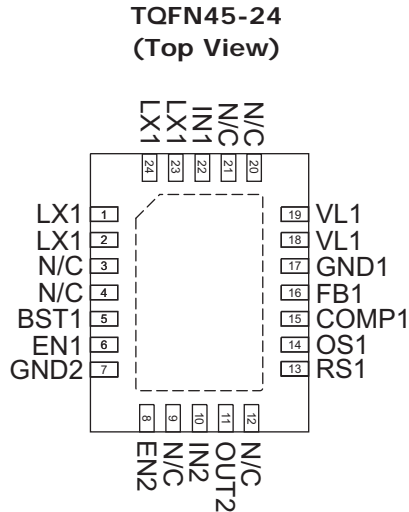 TQFN45-24
(Top View)
LX1
LX1
IN1
N/C
N/C
24
23
22
21
20
LX1 1
LX1 2
N/C 3
N/C 4
BST1 5
EN1 6
GND2 7
19 VL1
18 VL1
17 GND1
16 FB1
15 COMP1
14 OS1
13 RS1
8
9
10
11
12
EN2
N/C
IN2
OUT2
N/C